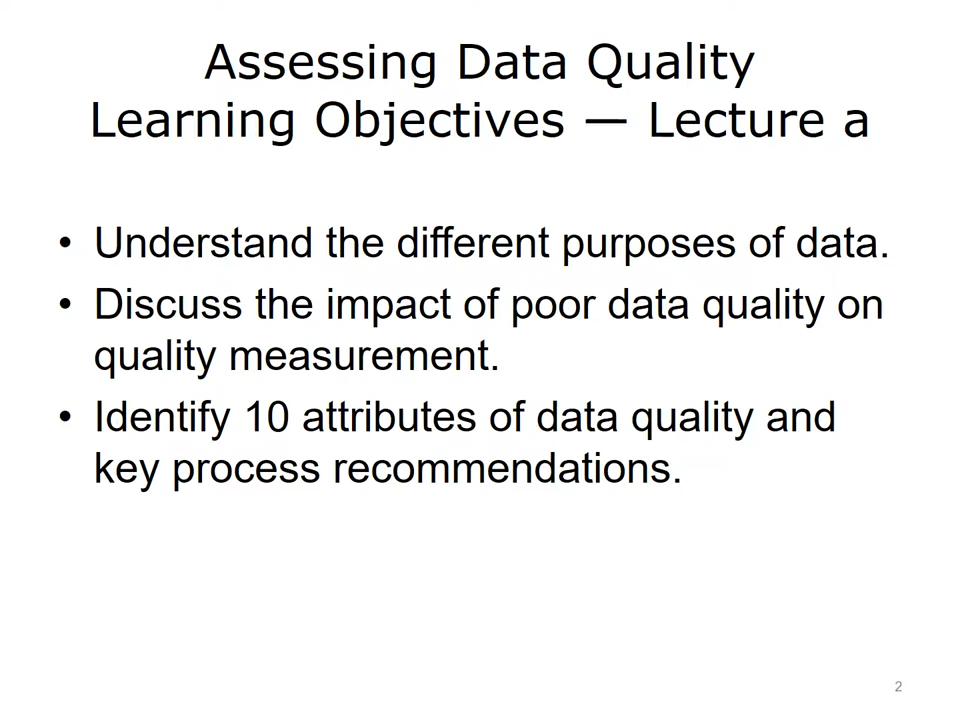 Assessing Data Quality
Learning Objectives — Lecture a
• Understand the different purposes of data.
• Discuss the impact of poor data quality on
quality measurement.
• Identify 10 attributes of data quality and
key process recommendations.
2